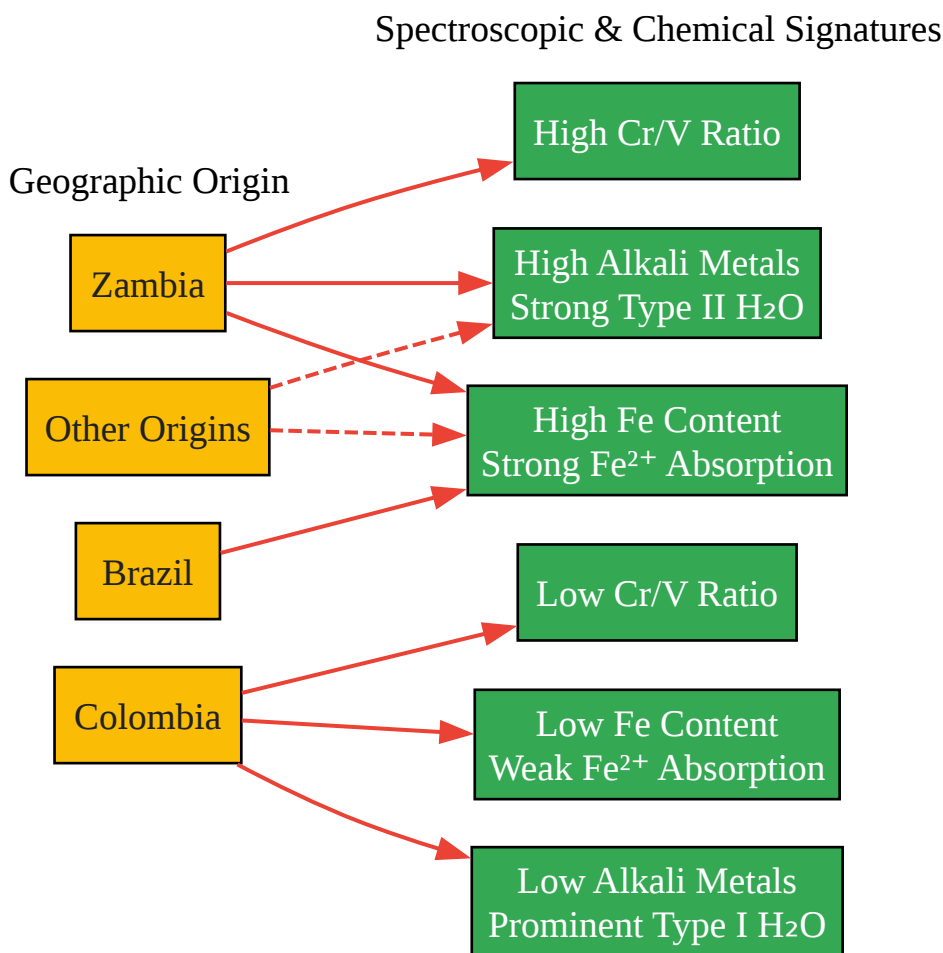 Spectroscopic & Chemical Signatures
High Cr/V Ratio
Geographic Origin
Zambia
High Alkali Metals
Strong Type II H₂O
Other Origins
High Fe Content
Strong Fe²⁺ Absorption
Brazil
Low Cr/V Ratio
Colombia
Low Fe Content
Weak Fe²⁺ Absorption
Low Alkali Metals
Prominent Type I H₂O